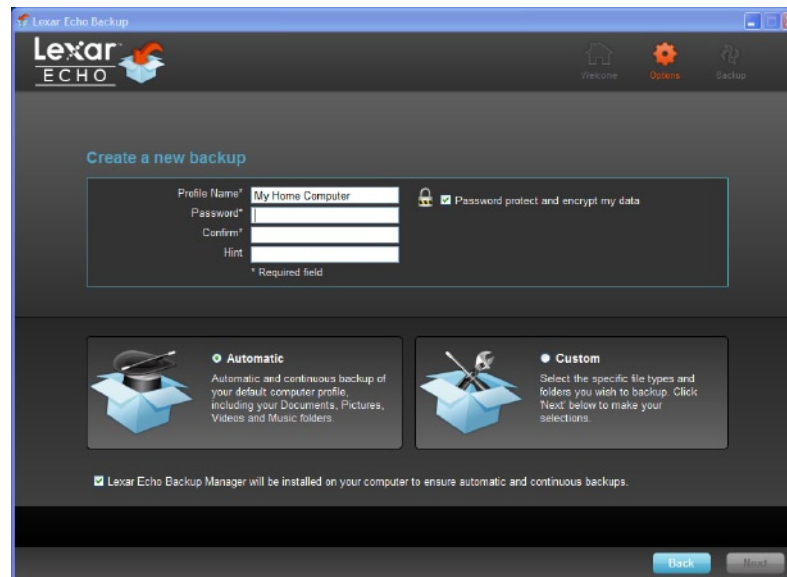 Lexar Echo Backup
Lexar
ECHO
Welcome
Options
Backup
Create a new backup
Profile Name*
My Home Computer
Password protect and encrypt my data
Password*
Confirm*
Hint
* Required field
Automatic
Automatic and continuous backup of
your default computer profile,
including your Documents, Pictures,
Videos and Music folders.
Custom
Select the specific file types and
folders you wish to backup. Click
'Next' below to make your
selections.
Lexar Echo Backup Manager will be installed on your computer to ensure automatic and continuous backups.
Back
Next